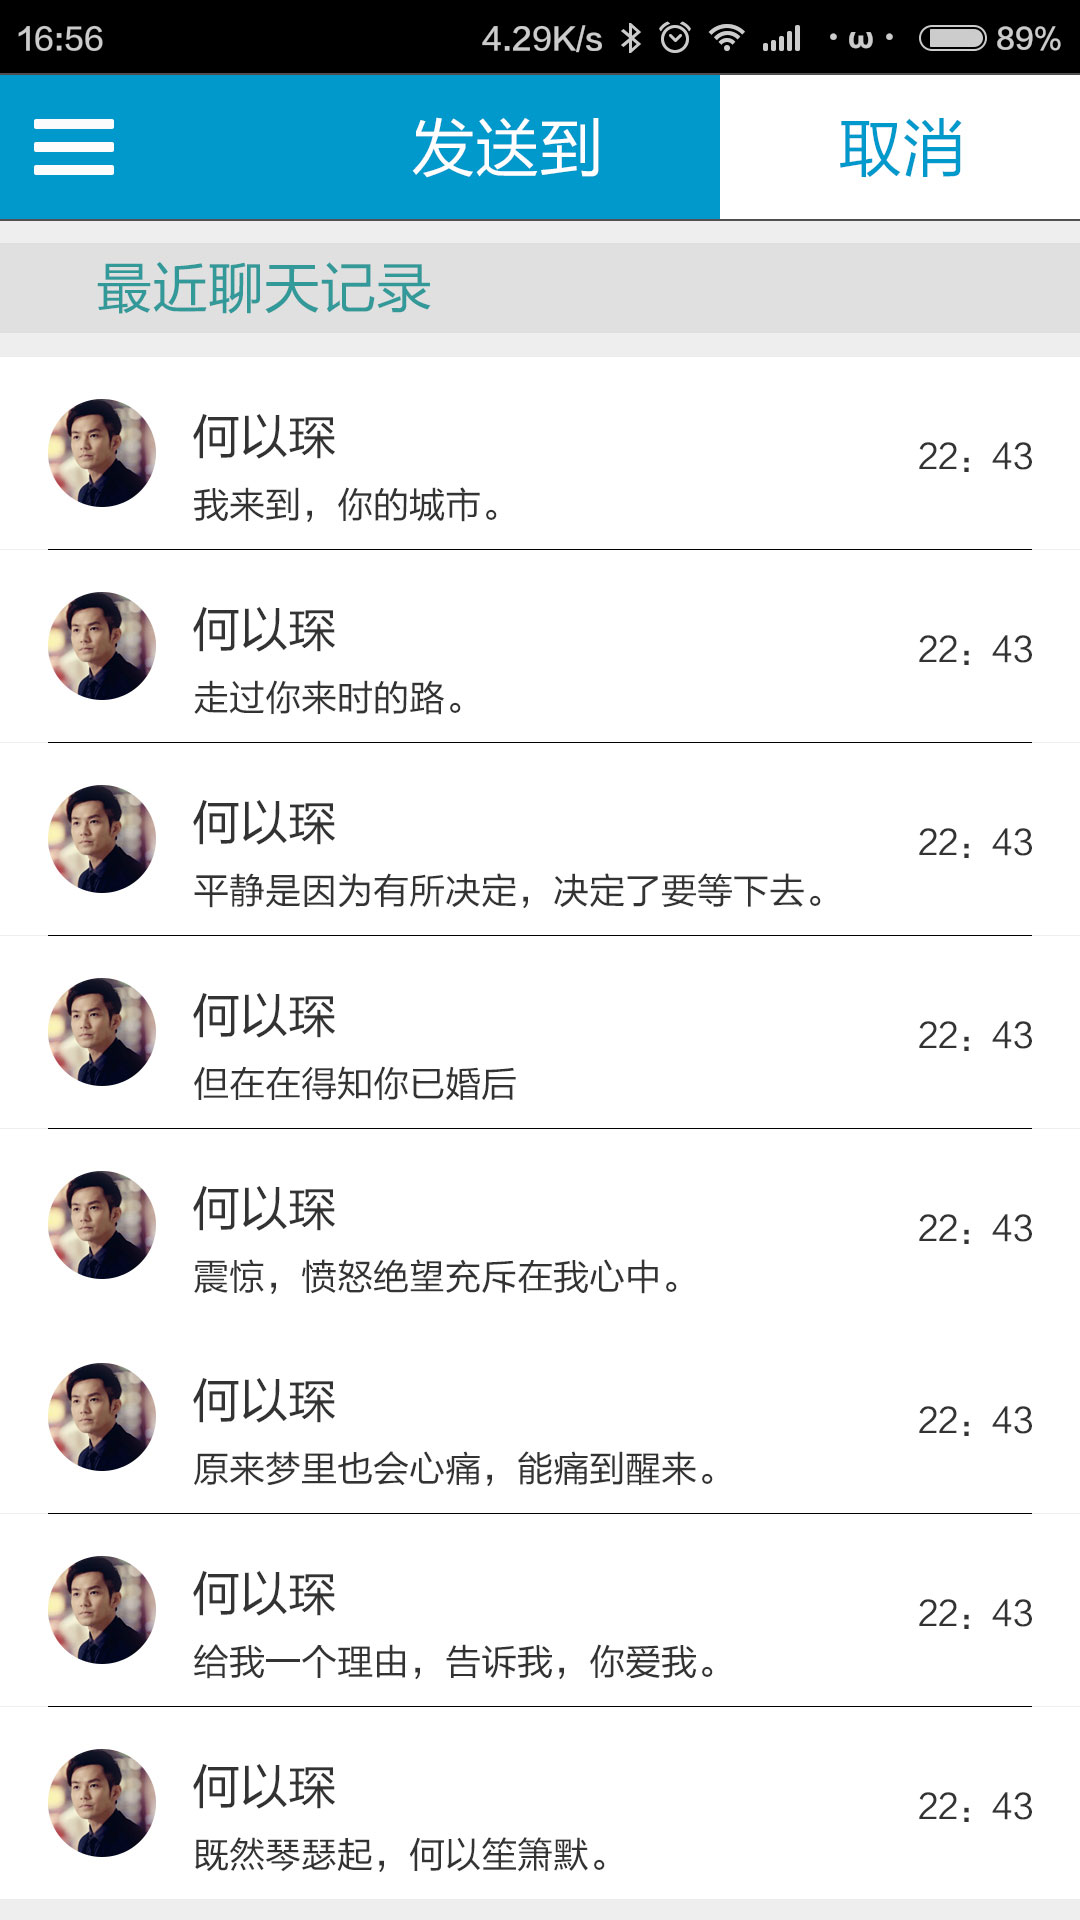 16:56 4.29K/s ·ω· 89%
发送到 取消
最近聊天记录
何以琛
22：43
我来到，你的城市。
何以琛
22：43
走过你来时的路。
何以琛
22：43
平静是因为有所决定，决定了要等下去。
何以琛
22：43
但在在得知你已婚后
何以琛
22：43
震惊，愤怒绝望充斥在我心中。
何以琛
22：43
原来梦里也会心痛，能痛到醒来。
何以琛
22：43
给我一个理由，告诉我，你爱我。
何以琛
22：43
既然琴瑟起，何以笙箫默。